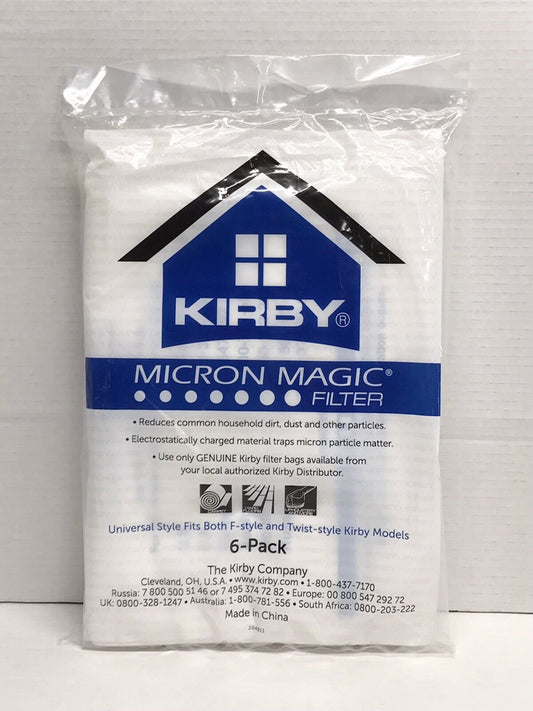 KIRBY®
MICRON MAGIC®
FILTER
• Reduces common household dirt, dust and other particles.
• Electrostatically charged material traps micron particle matter.
• Use only GENUINE Kirby filter bags available from
your local authorized Kirby Distributor.
Universal Style Fits Both F-style and Twist-style Kirby Models
6-Pack
The Kirby Company
Cleveland, OH, U.S.A. • www.kirby.com • 1-800-437-7170
Russia: 7 800 500 51 46 or 7 495 374 72 82 • Europe: 00 800 547 292 72
UK: 0800-328-1247 • Australia: 1-800-781-556 • South Africa: 0800-203-222
Made in China